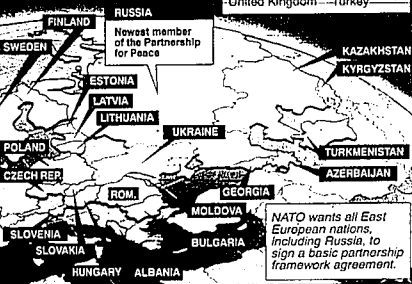 United Kingdom Turkey
RUSSIA
FINLAND
Newest member
of the Partnership
for Peace
SWEDEN
KAZAKHSTAN
KYRGYZSTAN
ESTONIA
LATVIA
LITHUANIA
UKRAINE
POLAND
TURKMENISTAN
CZECH REP.
AZERBAIJAN
ROM.
GEORGIA
MOLDOVA
NATO wants all East
European nations,
including Russia, to
sign a basic partnership
framework agreement.
SLOVENIA
BULGARIA
SLOVAKIA
HUNGARY ALBANIA